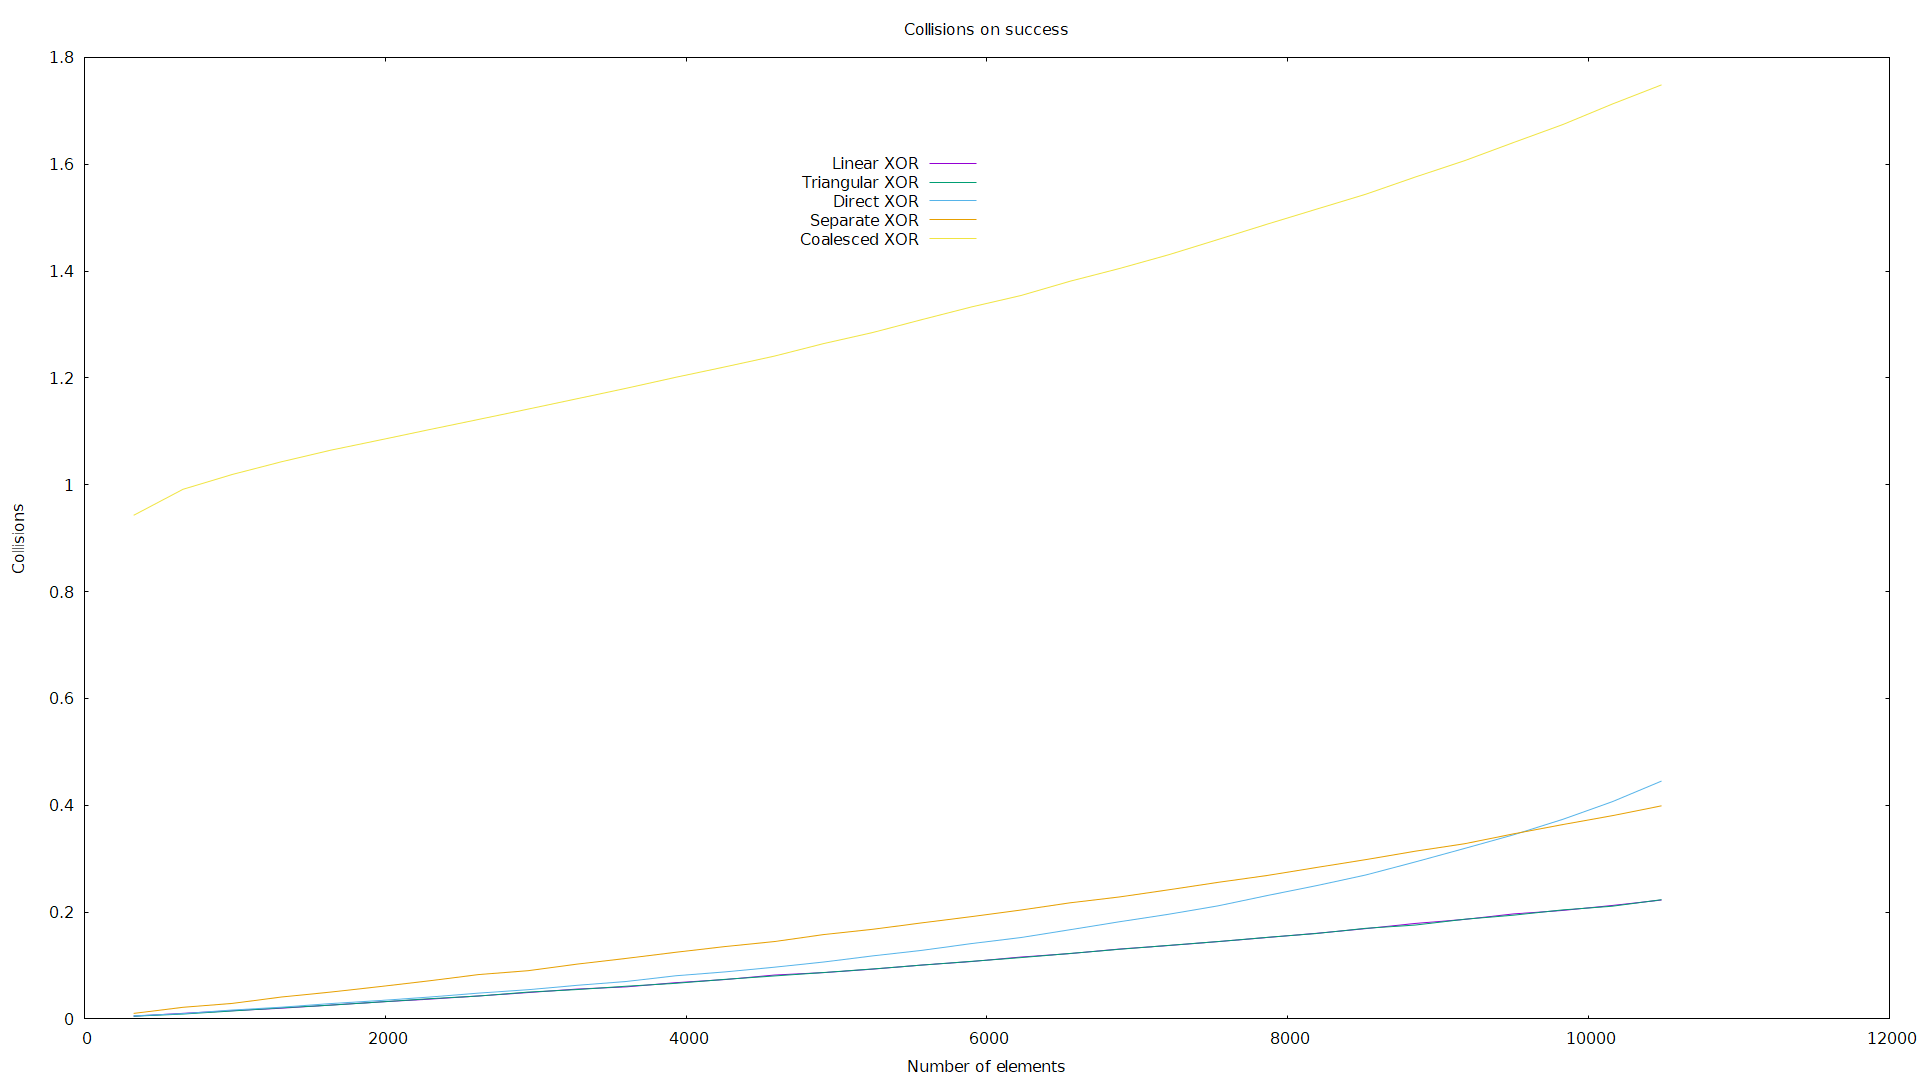 Collisions on success
1.8
1.6
1.4
1.2
1
0.8
0.6
0.4
0.2
0
Collisions
Linear XOR
Triangular XOR
Direct XOR
Separate XOR
Coalesced XOR
0 2000 4000 6000 8000 10000 12000
Number of elements